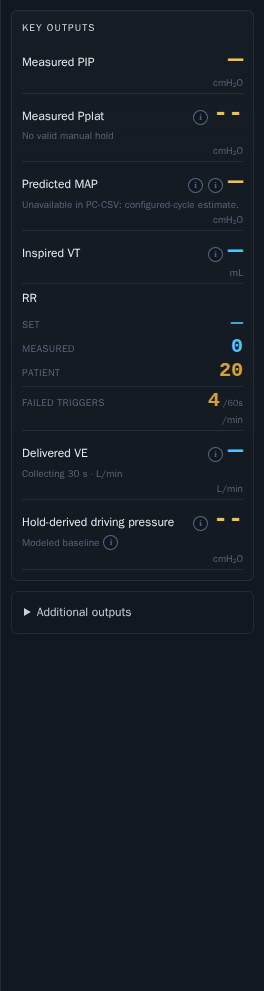 KEY OUTPUTS
Measured PIP —
cmH₂O
Measured Pplat i --
No valid manual hold
cmH₂O
Predicted MAP i i —
Unavailable in PC-CSV: configured-cycle estimate.
cmH₂O
Inspired VT i —
mL
RR
SET —
MEASURED 0
PATIENT 20
FAILED TRIGGERS 4 /60s
/min
Delivered VE i —
Collecting 30 s · L/min
L/min
Hold-derived driving pressure i --
Modeled baseline i
cmH₂O
▶ Additional outputs